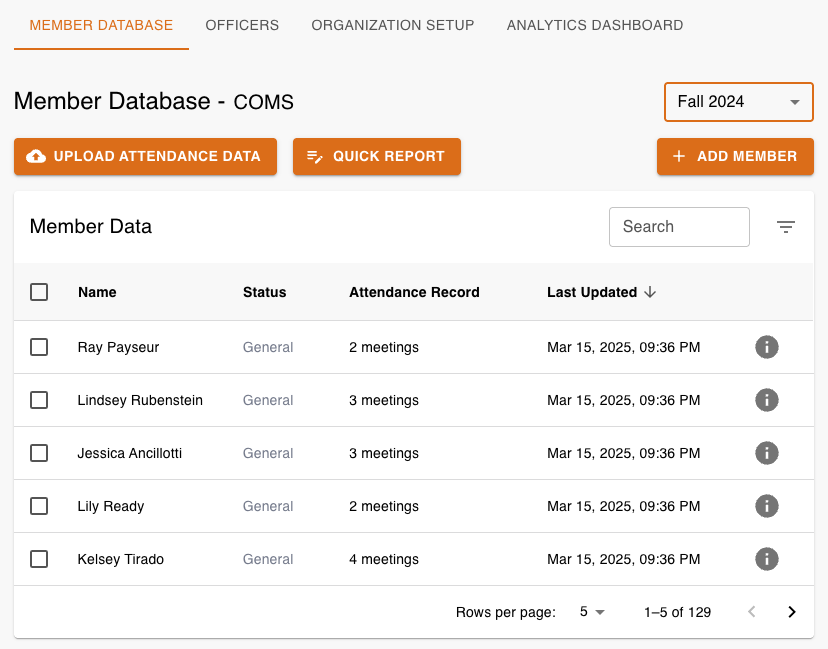 MEMBER DATABASE OFFICERS ORGANIZATION SETUP ANALYTICS DASHBOARD
Member Database - COMS
Fall 2024
UPLOAD ATTENDANCE DATA QUICK REPORT ADD MEMBER
Member Data Search
Name Status Attendance Record Last Updated
Ray Payseur General 2 meetings Mar 15, 2025, 09:36 PM
Lindsey Rubenstein General 3 meetings Mar 15, 2025, 09:36 PM
Jessica Ancillotti General 3 meetings Mar 15, 2025, 09:36 PM
Lily Ready General 2 meetings Mar 15, 2025, 09:36 PM
Kelsey Tirado General 4 meetings Mar 15, 2025, 09:36 PM
Rows per page: 5 1–5 of 129